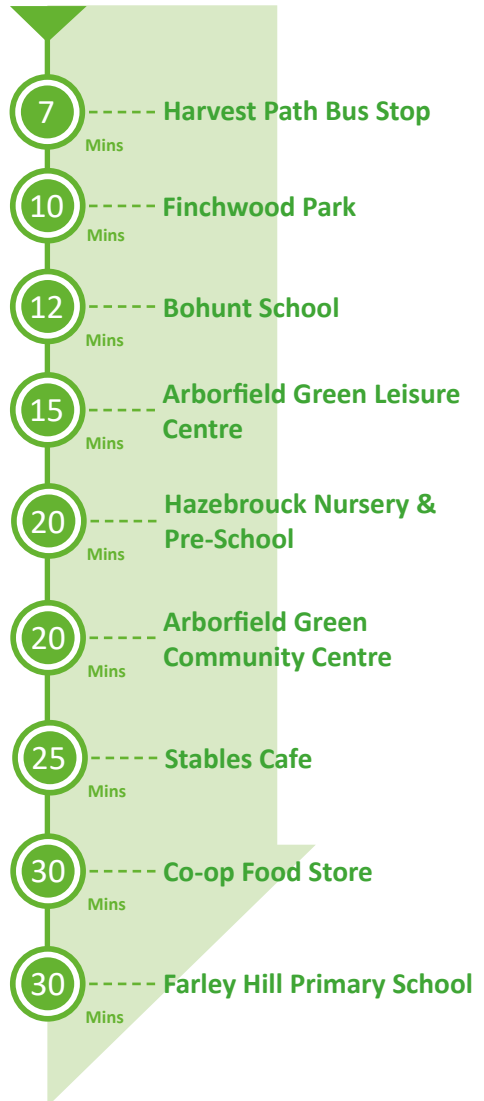 7
Mins
Harvest Path Bus Stop
10
Mins
Finchwood Park
12
Mins
Bohunt School
15
Mins
Arborfield Green Leisure
Centre
20
Mins
Hazebrouck Nursery &
Pre-School
20
Mins
Arborfield Green
Community Centre
25
Mins
Stables Cafe
30
Mins
Co-op Food Store
30
Mins
Farley Hill Primary School